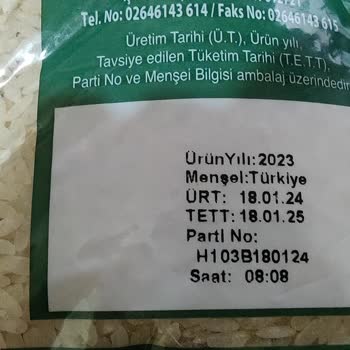 Tel. No: 02646143 614 / Faks No: 02646143 615
Üretim Tarihi (Ü.T.), Ürün yılı,
Tavsiye edilen Tüketim Tarihi (T.E.T.T),
Parti No ve Menşei Bilgisi ambalaj üzerindedir
ÜrünYılı:2023
Menşei:Türkiye
ÜRT: 18.01.24
TETT: 18.01.25
Parti No:
H103B180124
Saat: 08:08